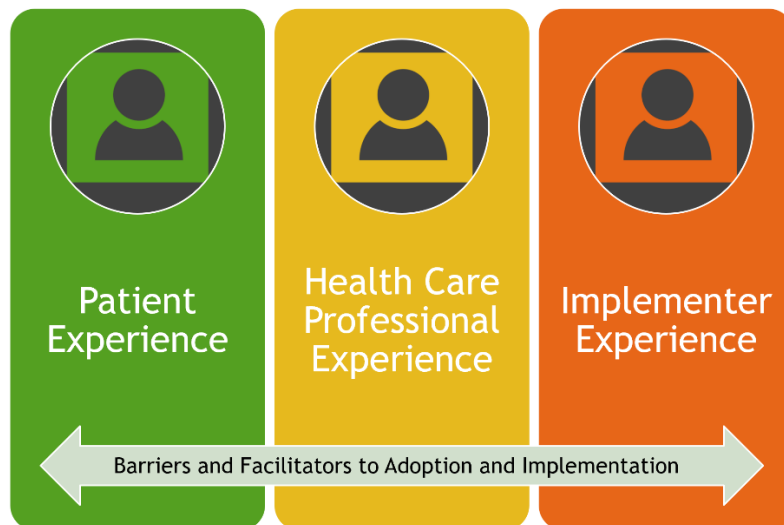 Patient
Experience
Health Care
Professional
Experience
Implementer
Experience
Barriers and Facilitators to Adoption and Implementation